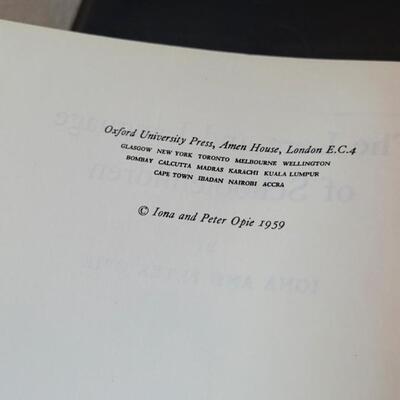 Oxford University Press, Amen House, London E.C.4
GLASGOW NEW YORK TORONTO MELBOURNE WELLINGTON
BOMBAY CALCUTTA MADRAS KARACHI KUALA LUMPUR
CAPE TOWN IBADAN NAIROBI ACCRA
© Iona and Peter Opie 1959